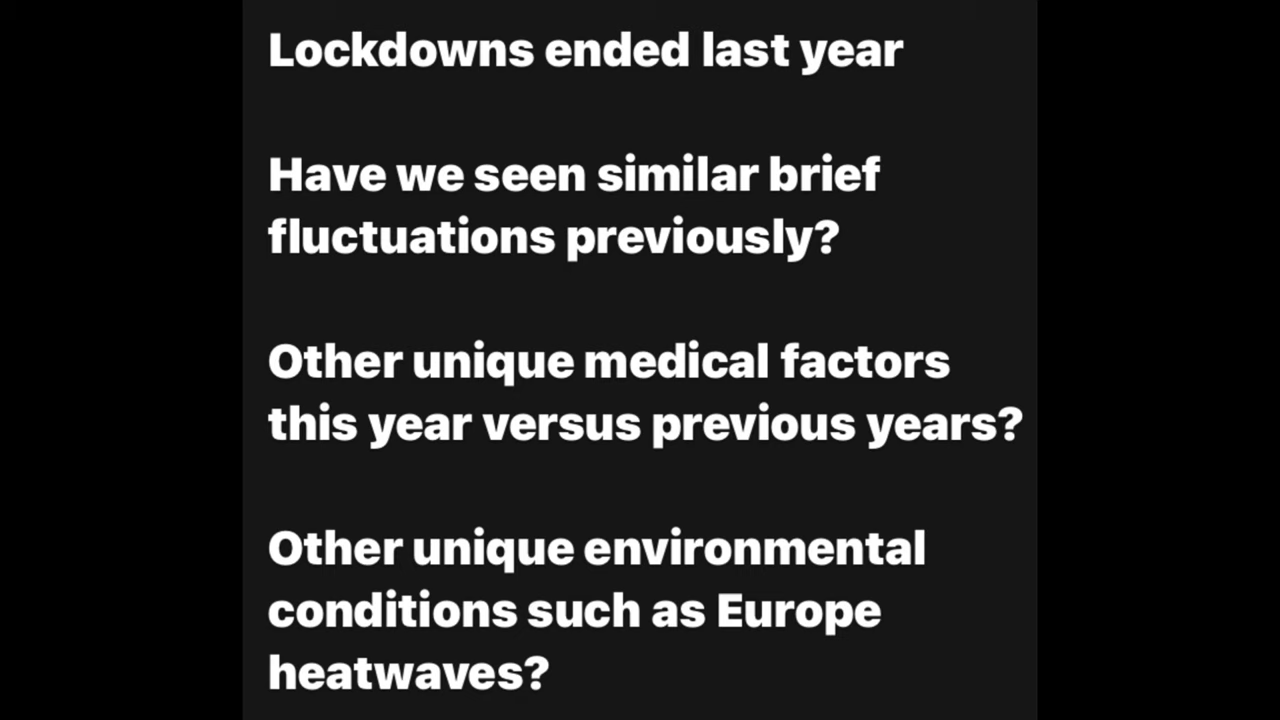 Lockdowns ended last year
Have we seen similar brief
fluctuations previously?
Other unique medical factors
this year versus previous years?
Other unique environmental
conditions such as Europe
heatwaves?